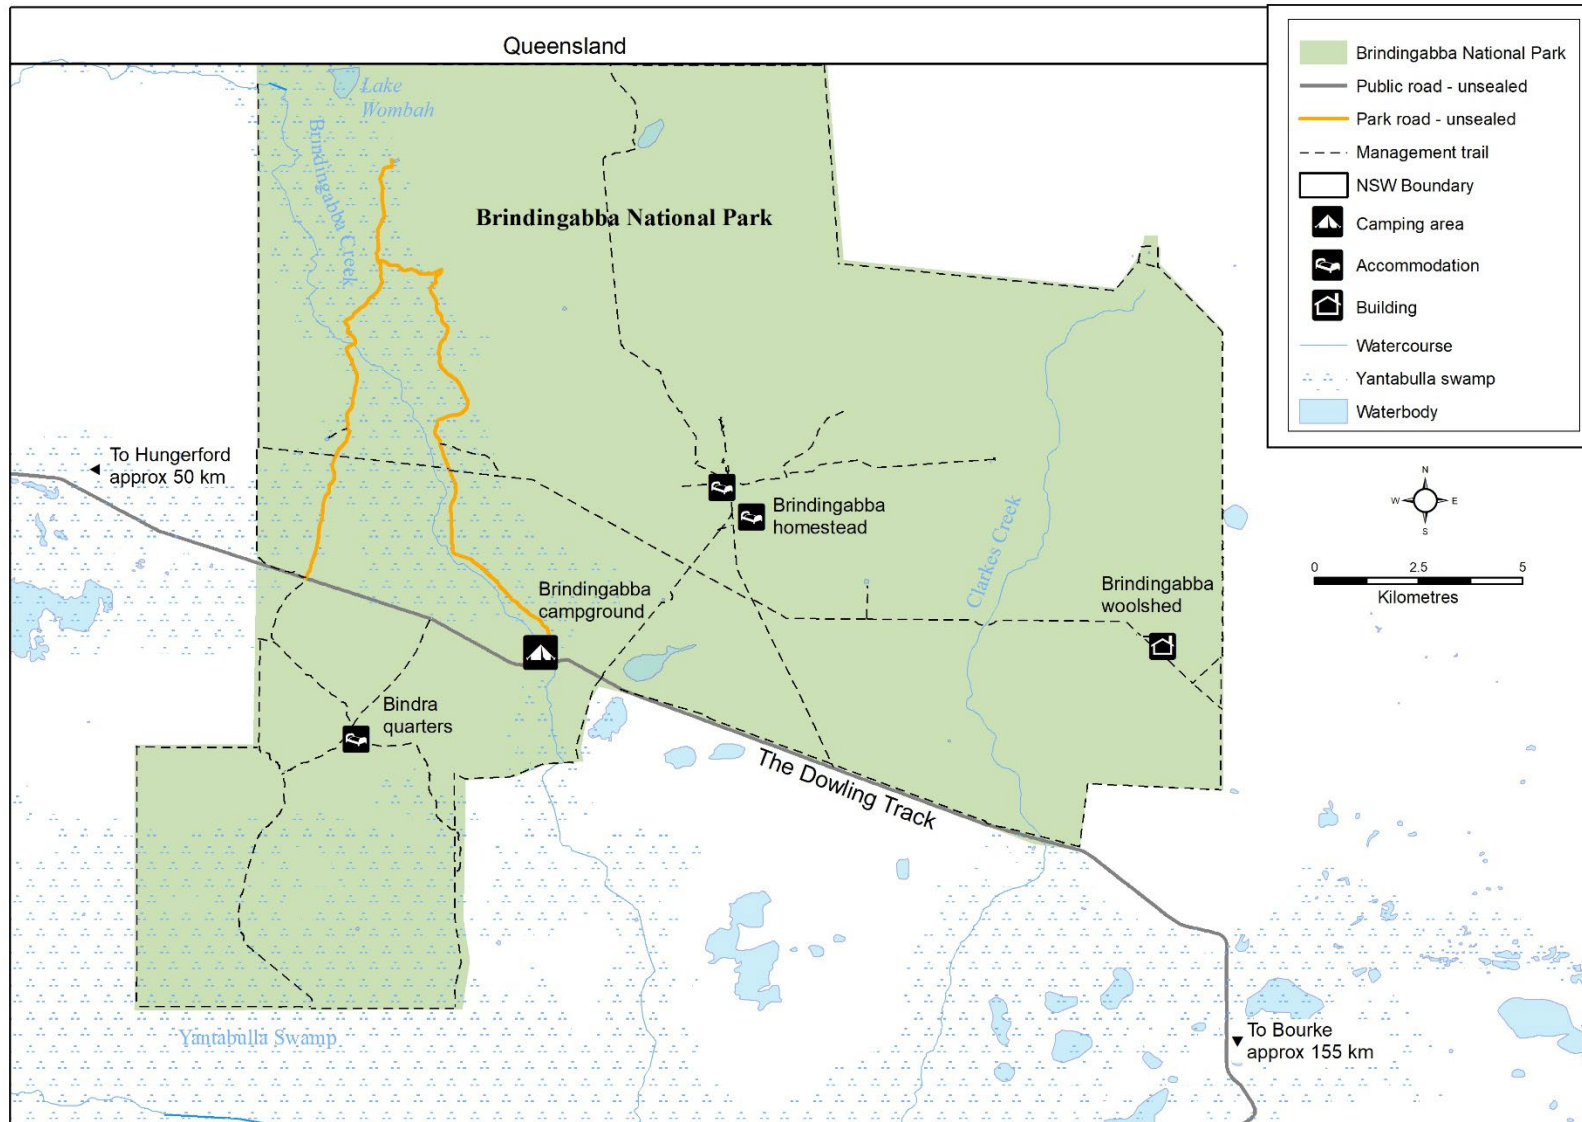 Queensland
Lake
Wombah
Brindingabba Creek
Brindingabba National Park
To Hungerford
approx 50 km
Brindingabba
homestead
Brindingabba
campground
Clarkes Creek
Brindingabba
woolshed
Bindra
quarters
The Dowling Track
Yantabulla Swamp
To Bourke
approx 155 km
Brindingabba National Park
Public road - unsealed
Park road - unsealed
Management trail
NSW Boundary
Camping area
Accommodation
Building
Watercourse
Yantabulla swamp
Waterbody
N
W E
S
0 2.5 5
Kilometres